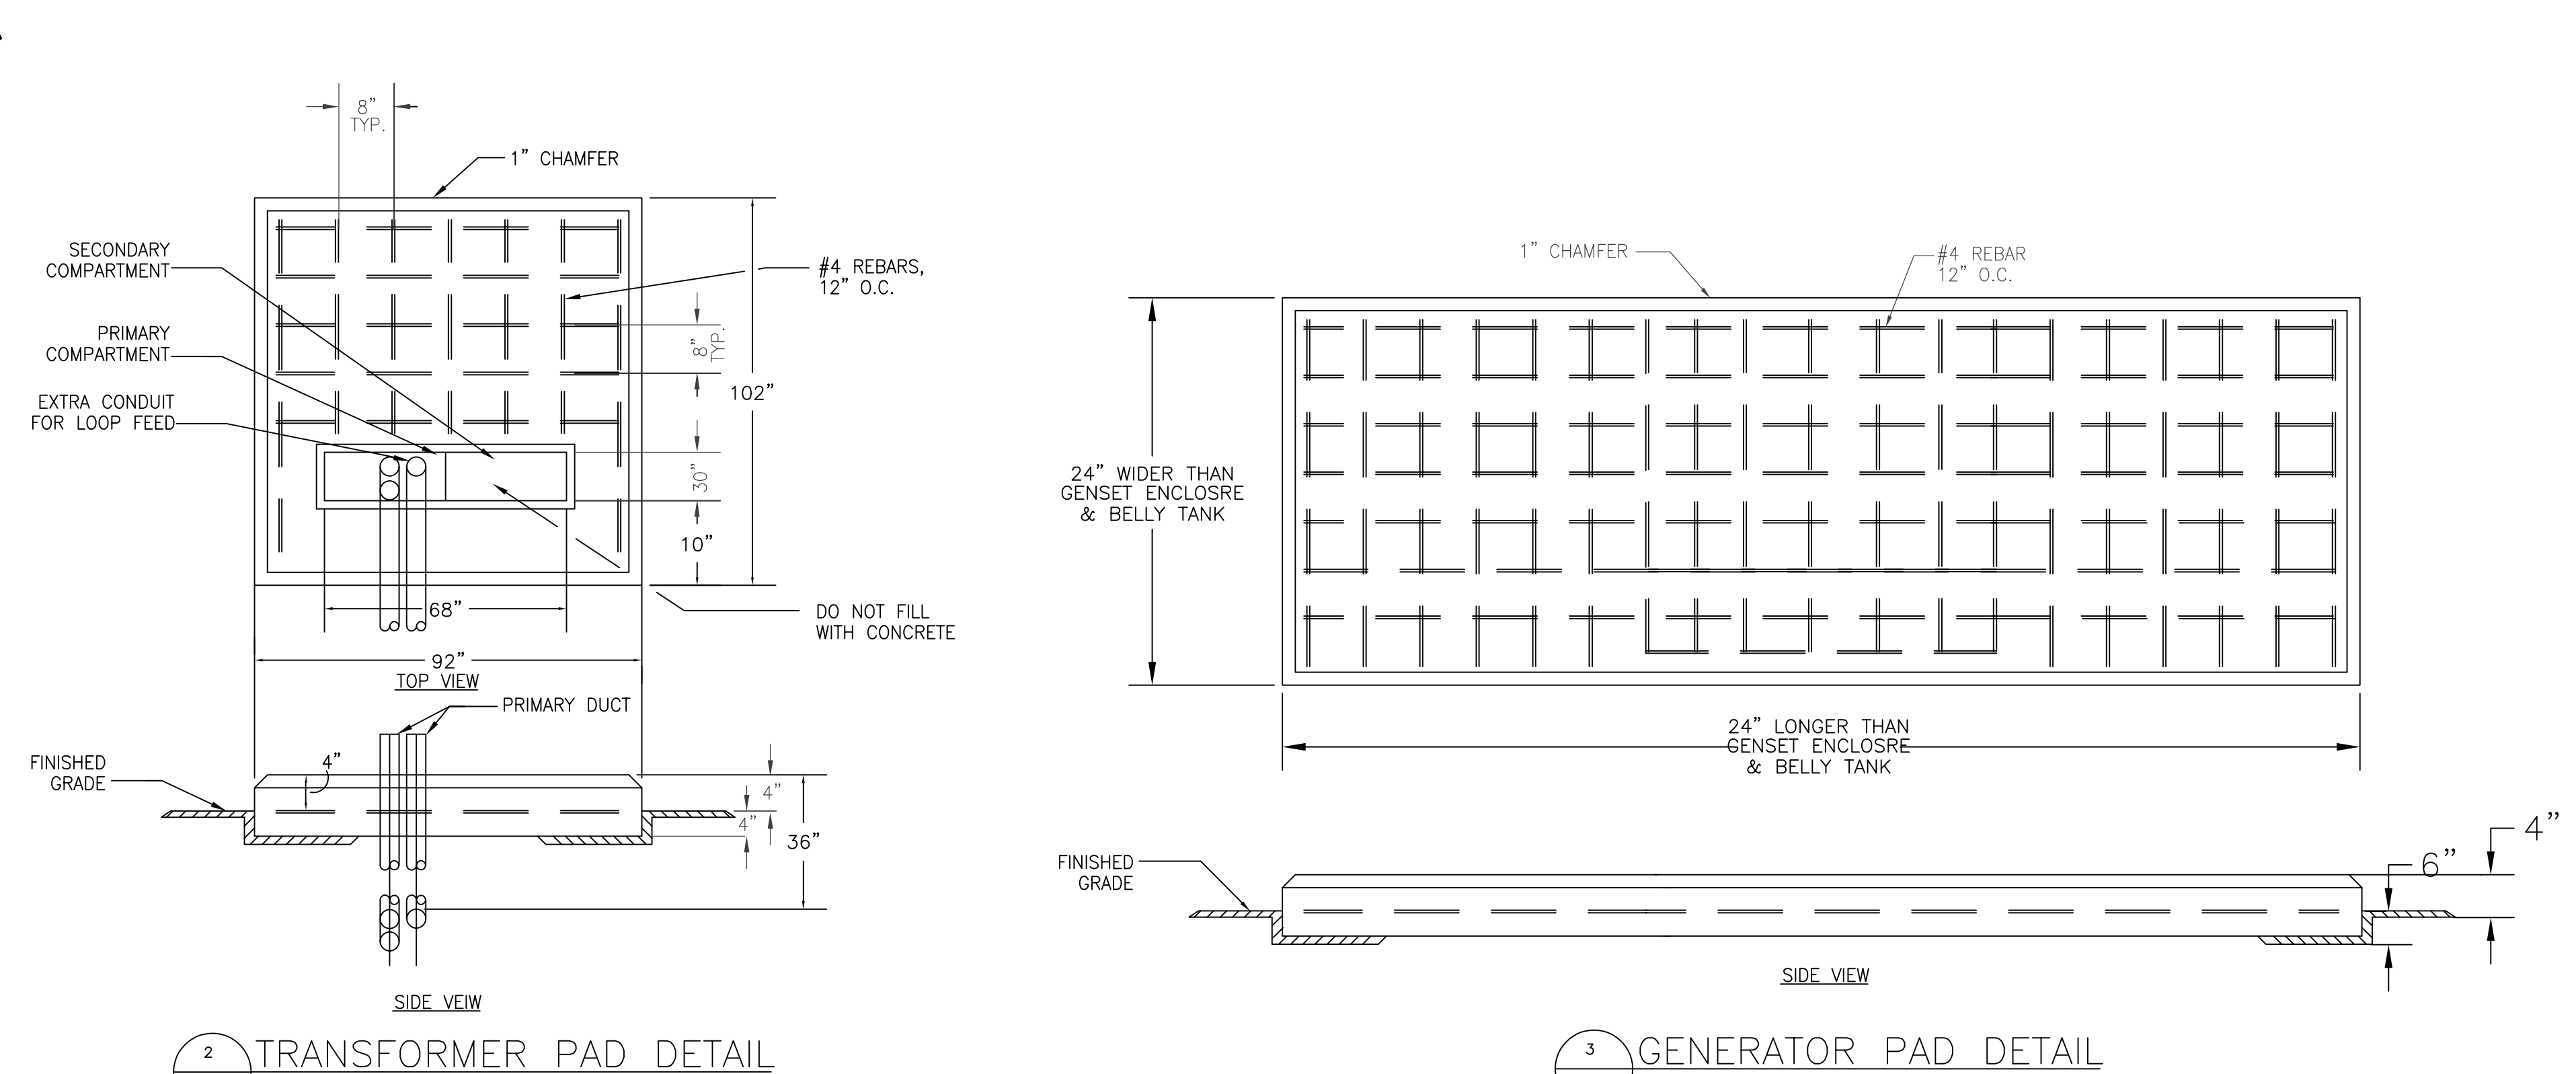 8”
TYP.
1” CHAMFER
SECONDARY
COMPARTMENT
#4 REBARS,
12” O.C.
PRIMARY
COMPARTMENT
8”
TYP.
102”
EXTRA CONDUIT
FOR LOOP FEED
30”
10”
68”
DO NOT FILL
WITH CONCRETE
92”
TOP VIEW
PRIMARY DUCT
FINISHED
GRADE
4”
4”
4”
36”
SIDE VEIW
2
TRANSFORMER PAD DETAIL
1” CHAMFER
#4 REBAR
12” O.C.
24” WIDER THAN
GENSET ENCLOSRE
& BELLY TANK
24” LONGER THAN
GENSET ENCLOSRE
& BELLY TANK
FINISHED
GRADE
4”
6”
SIDE VIEW
3
GENERATOR PAD DETAIL